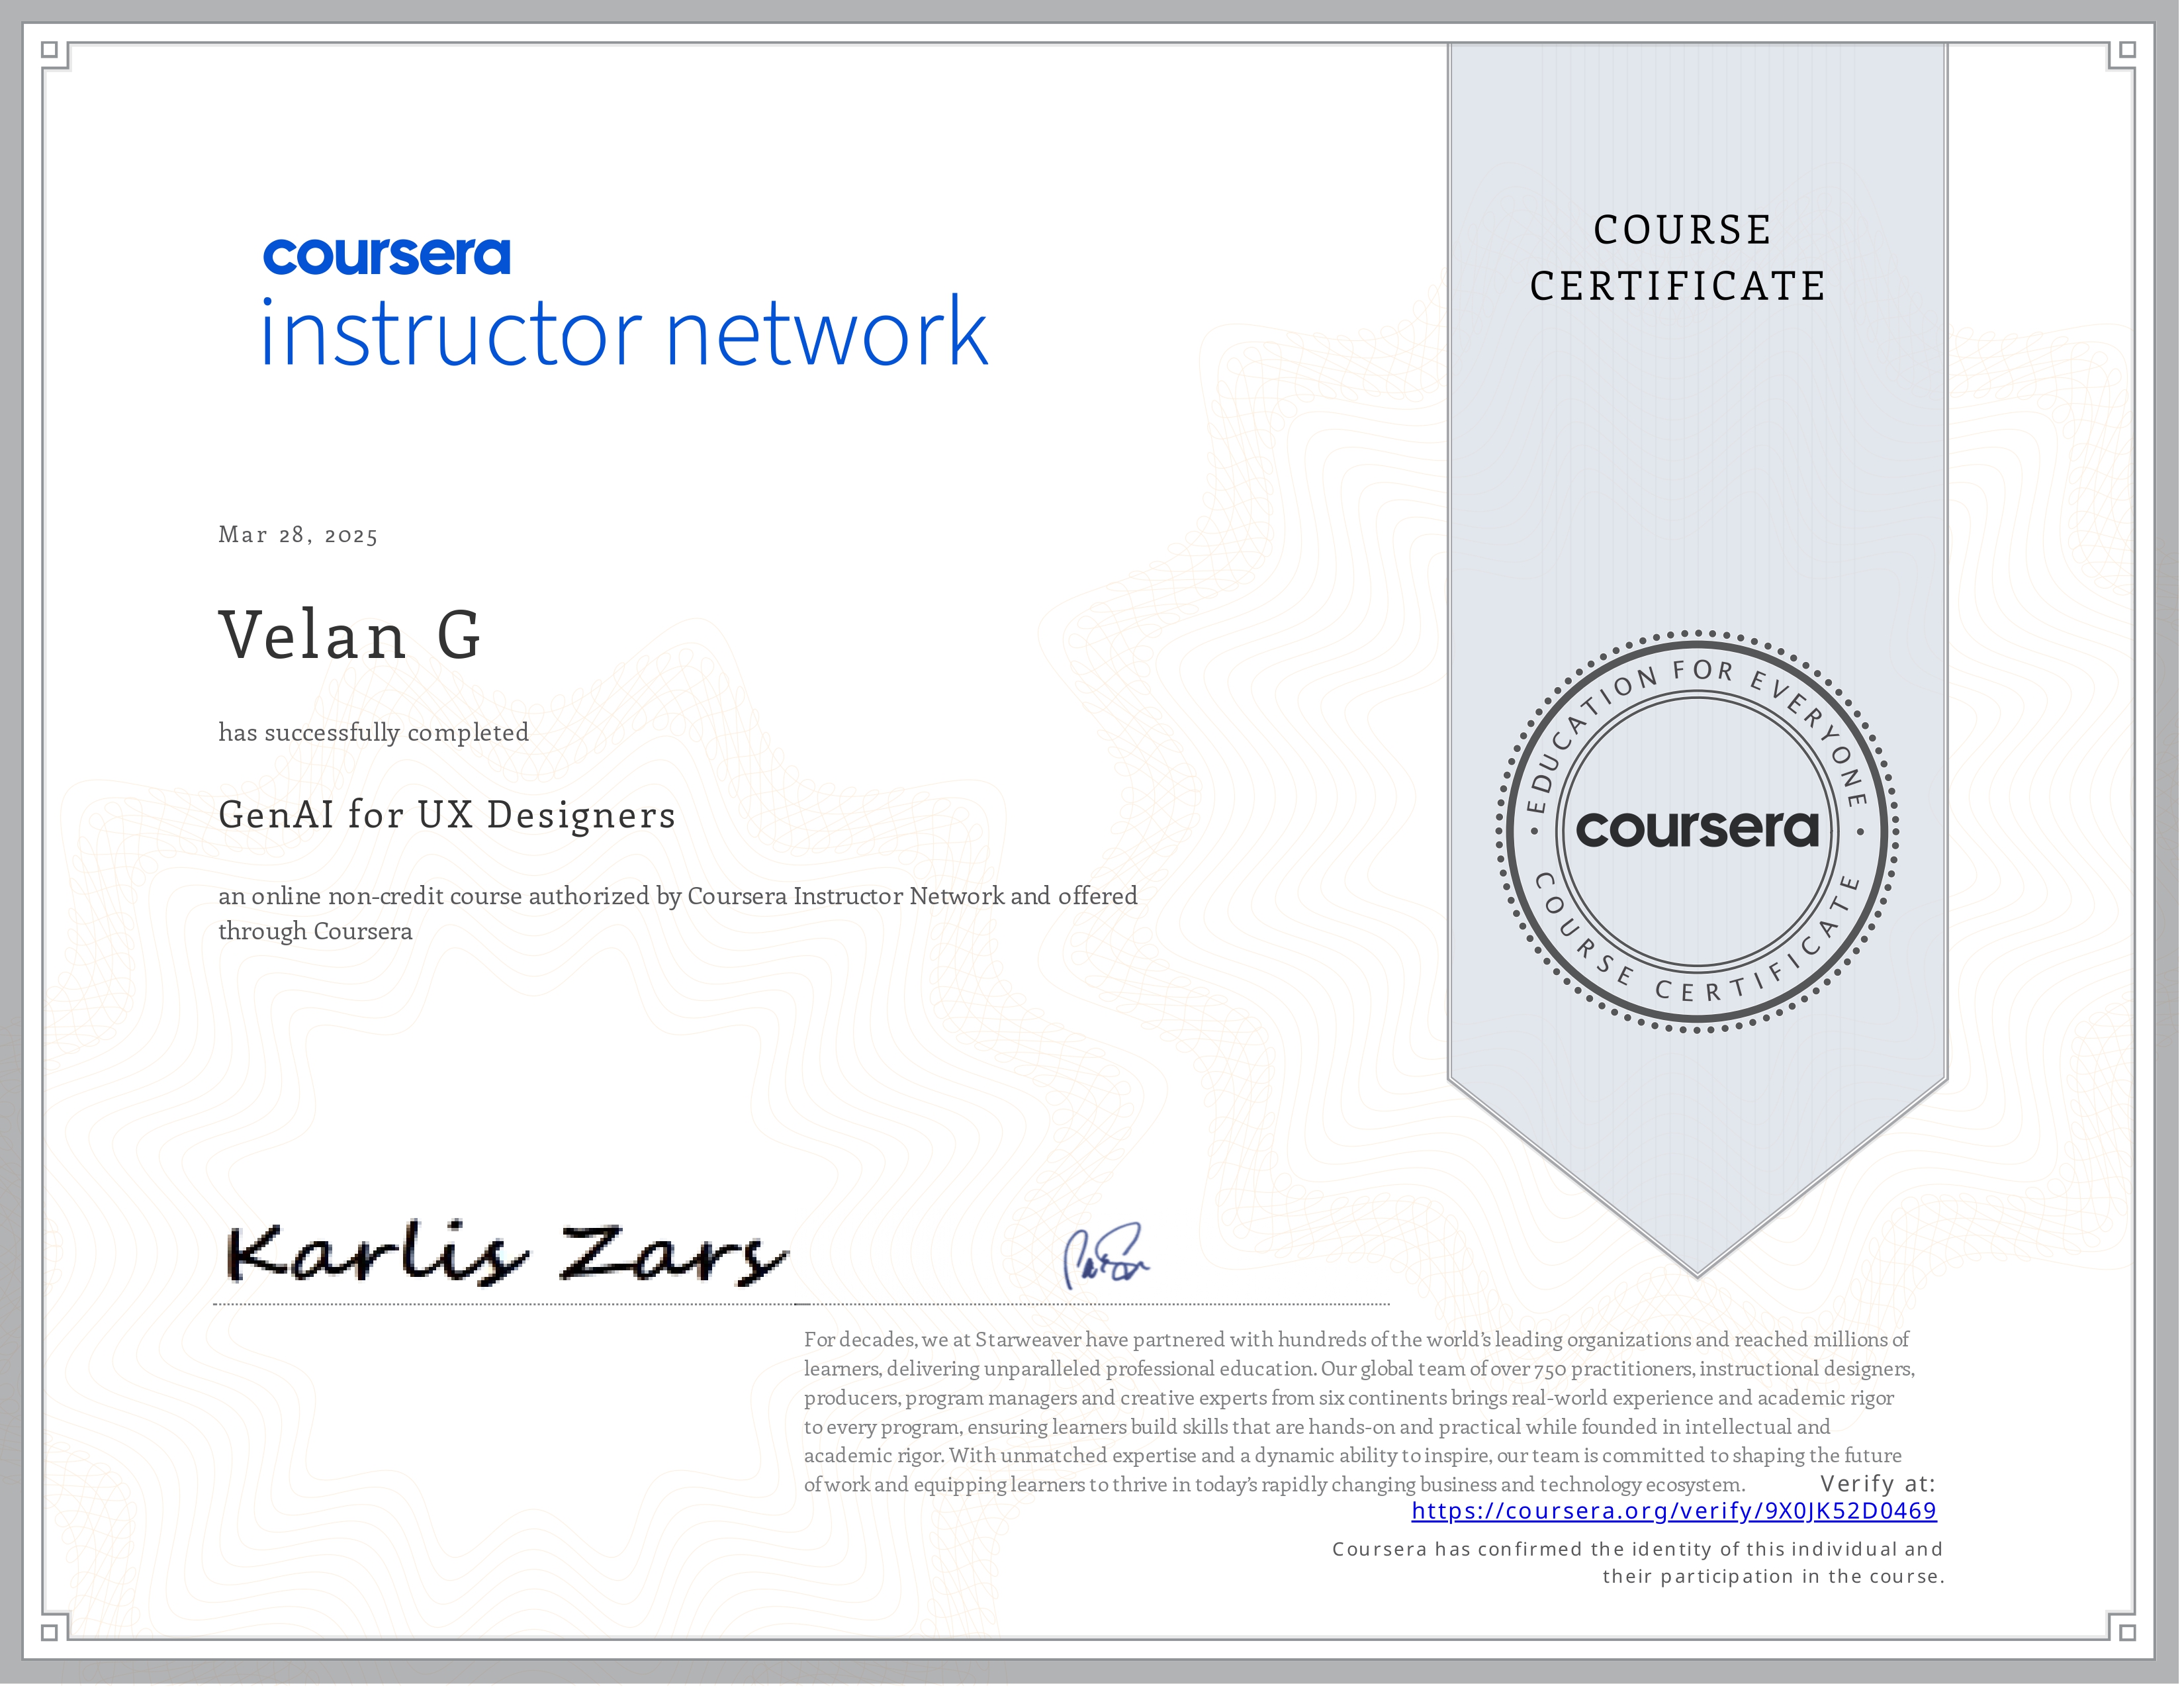 coursera
instructor network
COURSE
CERTIFICATE
Mar 28, 2025
Velan G
has successfully completed
GenAI for UX Designers
an online non-credit course authorized by Coursera Instructor Network and offered
through Coursera
EDUCATION FOR EVERYONE
coursera
COURSE CERTIFICATE
Karlis Zars
For decades, we at Starweaver have partnered with hundreds of the world's leading organizations and reached millions of
learners, delivering unparalleled professional education. Our global team of over 750 practitioners, instructional designers,
producers, program managers and creative experts from six continents brings real-world experience and academic rigor
to every program, ensuring learners build skills that are hands-on and practical while founded in intellectual and
academic rigor. With unmatched expertise and a dynamic ability to inspire, our team is committed to shaping the future
of work and equipping learners to thrive in today's rapidly changing business and technology ecosystem.
Verify at:
https://coursera.org/verify/9X0JK52D0469
Coursera has confirmed the identity of this individual and
their participation in the course.